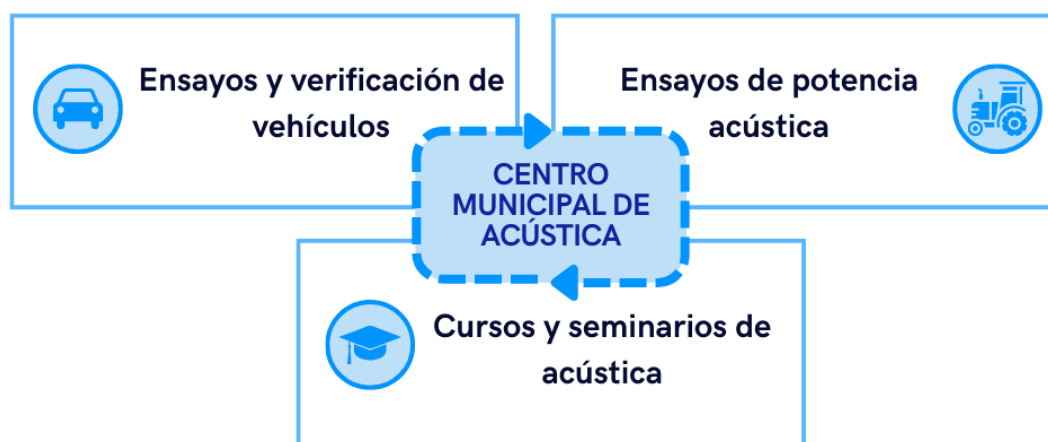 Ensayos y verificación de
vehículos
Ensayos de potencia
acústica
CENTRO
MUNICIPAL DE
ACÚSTICA
Cursos y seminarios de
acústica